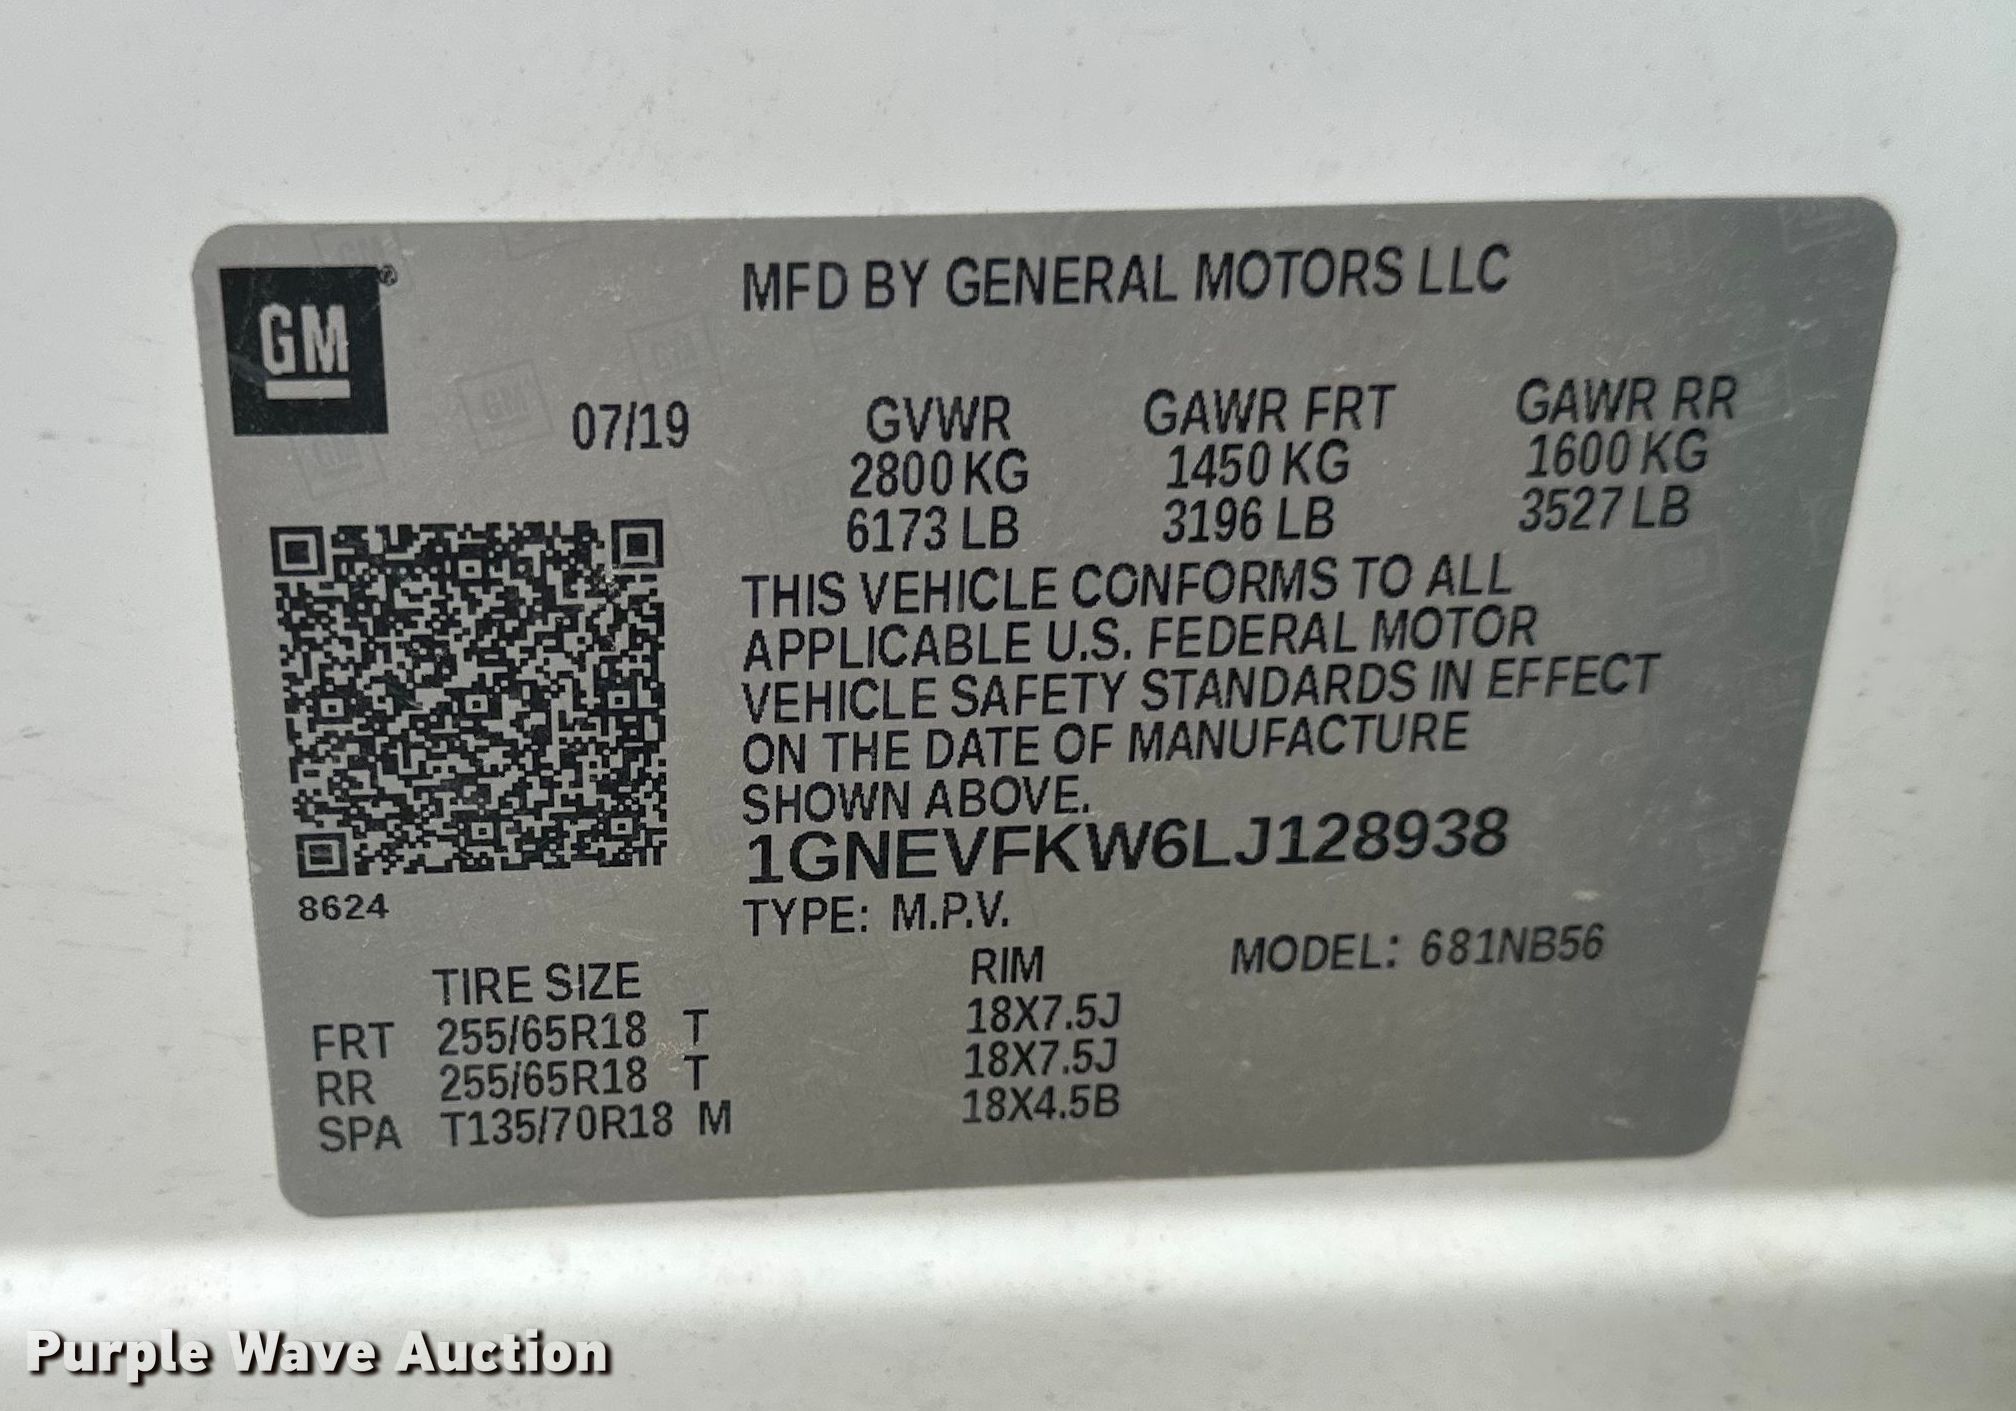 GM®
MFD BY GENERAL MOTORS LLC
07/19
GVWR GAWR FRT GAWR RR
2800 KG 1450 KG 1600 KG
6173 LB 3196 LB 3527 LB
THIS VEHICLE CONFORMS TO ALL
APPLICABLE U.S. FEDERAL MOTOR
VEHICLE SAFETY STANDARDS IN EFFECT
ON THE DATE OF MANUFACTURE
SHOWN ABOVE.
1GNEVFKW6LJ128938
8624
TYPE: M.P.V.
MODEL: 681NB56
TIRE SIZE RIM
FRT 255/65R18 T 18X7.5J
RR 255/65R18 T 18X7.5J
SPA T135/70R18 M 18X4.5B
Purple Wave Auction